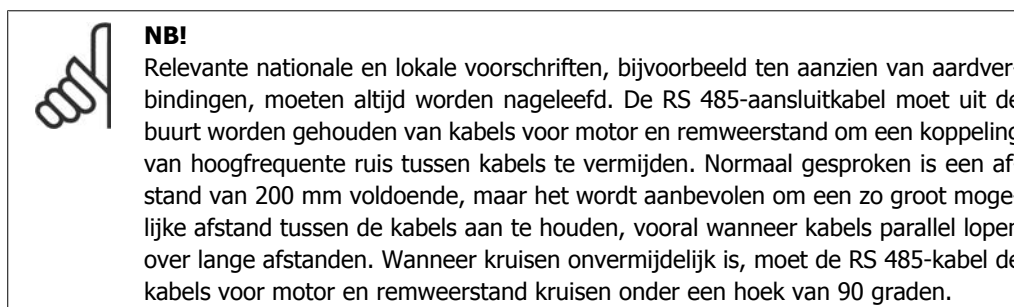 NB!
Relevante nationale en lokale voorschriften, bijvoorbeeld ten aanzien van aardver-
bindingen, moeten altijd worden nageleefd. De RS 485-aansluitkabel moet uit de
buurt worden gehouden van kabels voor motor en remweerstand om een koppeling
van hoogfrequente ruis tussen kabels te vermijden. Normaal gesproken is een af-
stand van 200 mm voldoende, maar het wordt aanbevolen om een zo groot moge-
lijke afstand tussen de kabels aan te houden, vooral wanneer kabels parallel lopen
over lange afstanden. Wanneer kruisen onvermijdelijk is, moet de RS 485-kabel de
kabels voor motor en remweerstand kruisen onder een hoek van 90 graden.